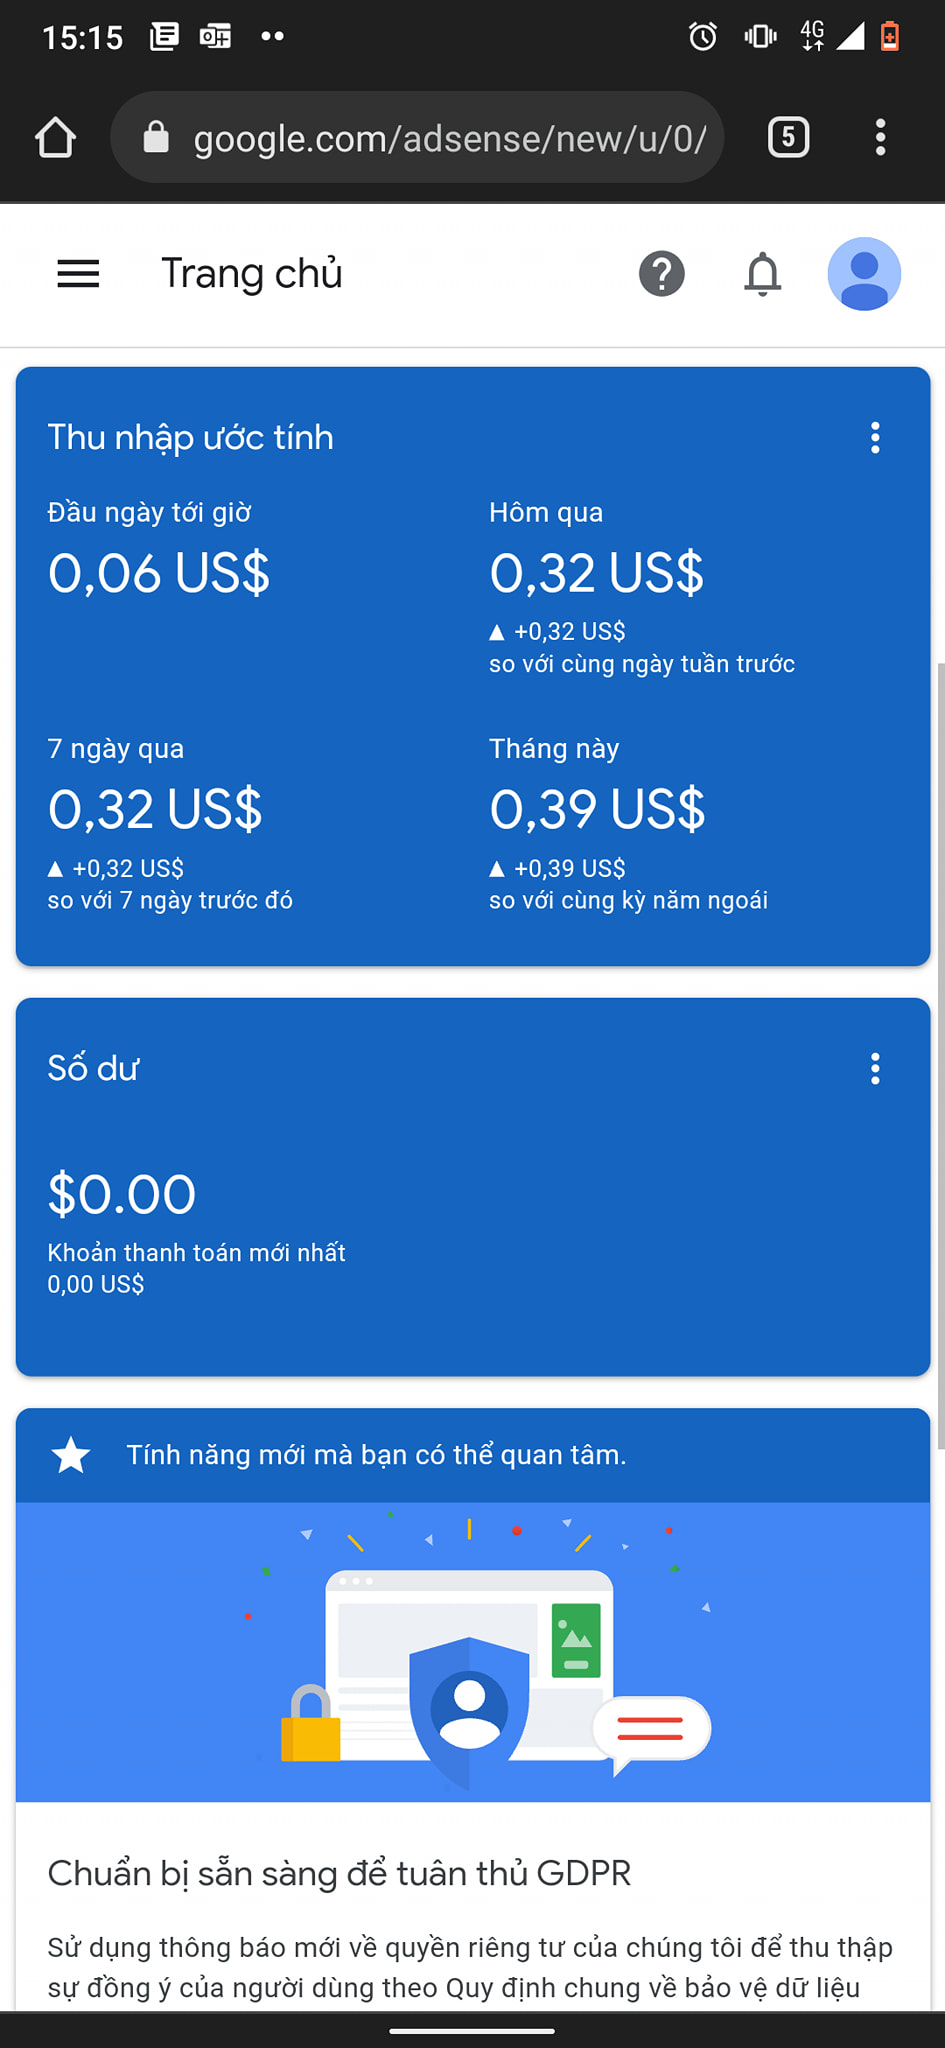 15:15
4G
google.com/adsense/new/u/0/
5
Trang chủ
Thu nhập ước tính
Đầu ngày tới giờ
0,06 US$
Hôm qua
0,32 US$
▲ +0,32 US$
so với cùng ngày tuần trước
7 ngày qua
0,32 US$
▲ +0,32 US$
so với 7 ngày trước đó
Tháng này
0,39 US$
▲ +0,39 US$
so với cùng kỳ năm ngoái
Số dư
$0.00
Khoản thanh toán mới nhất
0,00 US$
Tính năng mới mà bạn có thể quan tâm.
Chuẩn bị sẵn sàng để tuân thủ GDPR
Sử dụng thông báo mới về quyền riêng tư của chúng tôi để thu thập
sự đồng ý của người dùng theo Quy định chung về bảo vệ dữ liệu